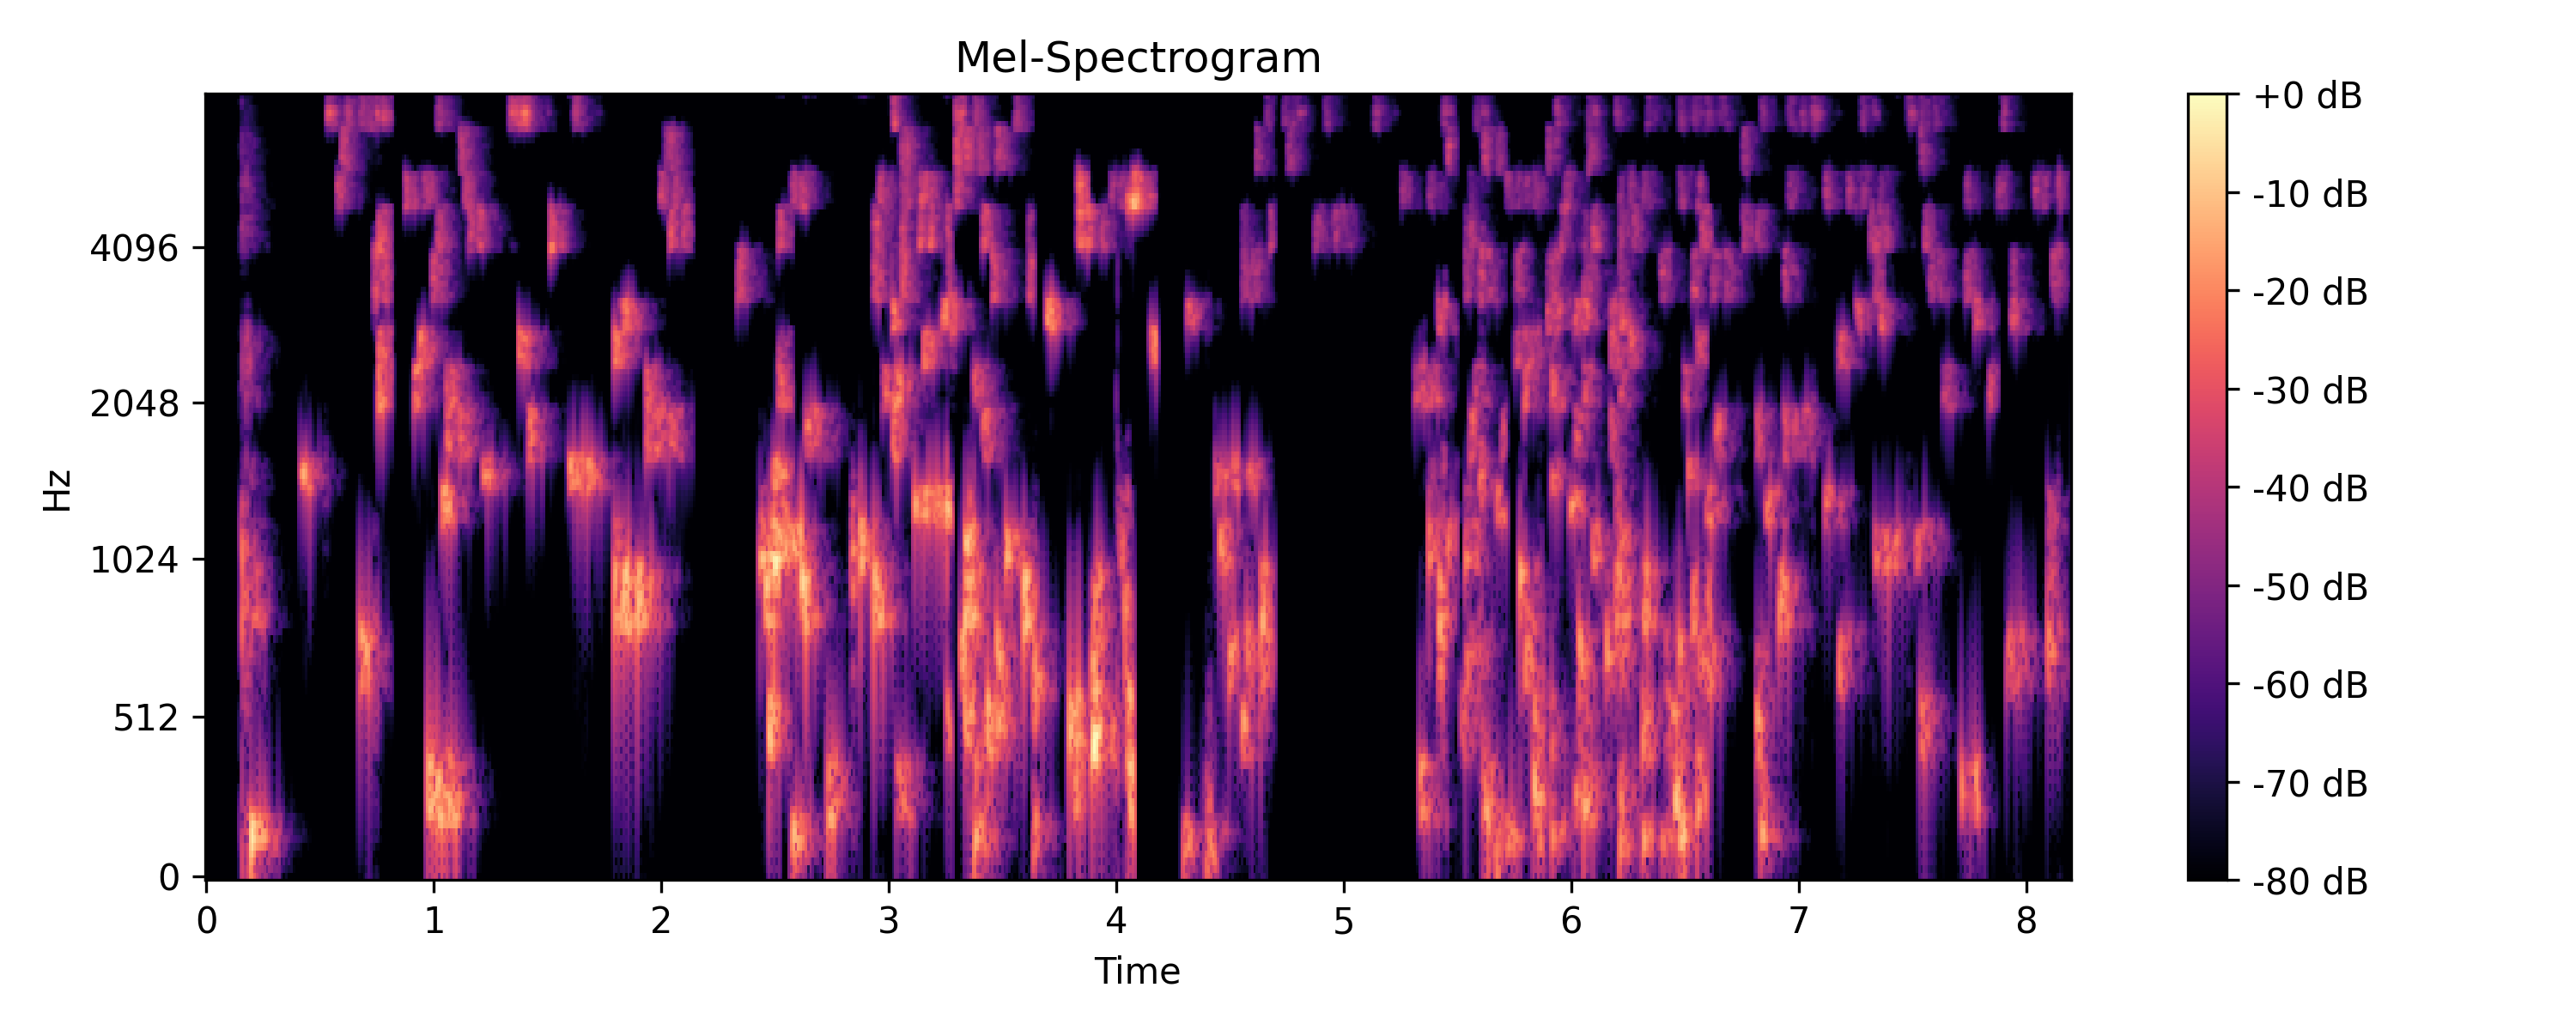 Mel-Spectrogram
Hz
4096
2048
1024
512
0
0 1 2 3 4 5 6 7 8
Time
+0 dB
-10 dB
-20 dB
-30 dB
-40 dB
-50 dB
-60 dB
-70 dB
-80 dB